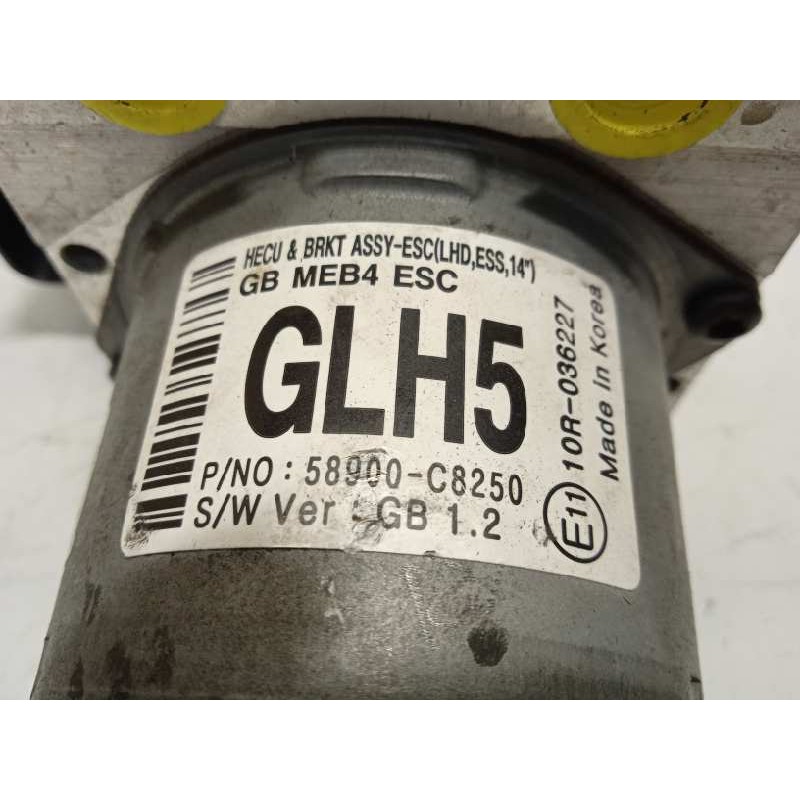 HECU & BRKT ASSY-ESC(LHD,ESS,14")
GB MEB4 ESC
GLH5
P/NO : 58900-C8250
S/W Ver : GB 1.2
E11 10R-036227
Made In Korea